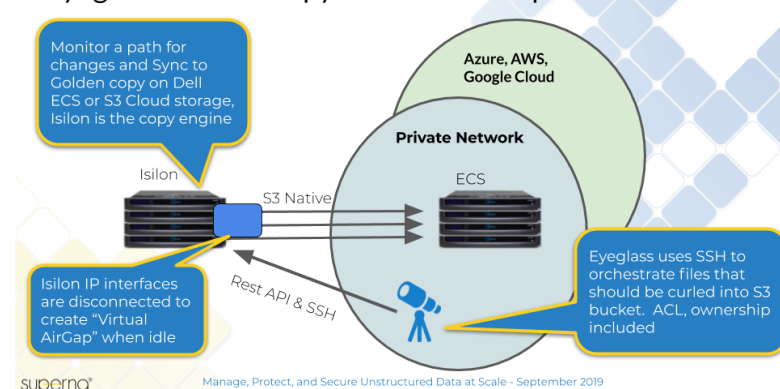 Monitor a path for
changes and Sync to
Golden copy on Dell
ECS or S3 Cloud storage,
Isilon is the copy engine
Azure, AWS,
Google Cloud
Private Network
Isilon
ECS
S3 Native
Rest API & SSH
Isilon IP interfaces
are disconnected to
create “Virtual
AirGap” when idle
Eyeglass uses SSH to
orchestrate files that
should be curled into S3
bucket. ACL, ownership
included
superna®
Manage, Protect, and Secure Unstructured Data at Scale - September 2019